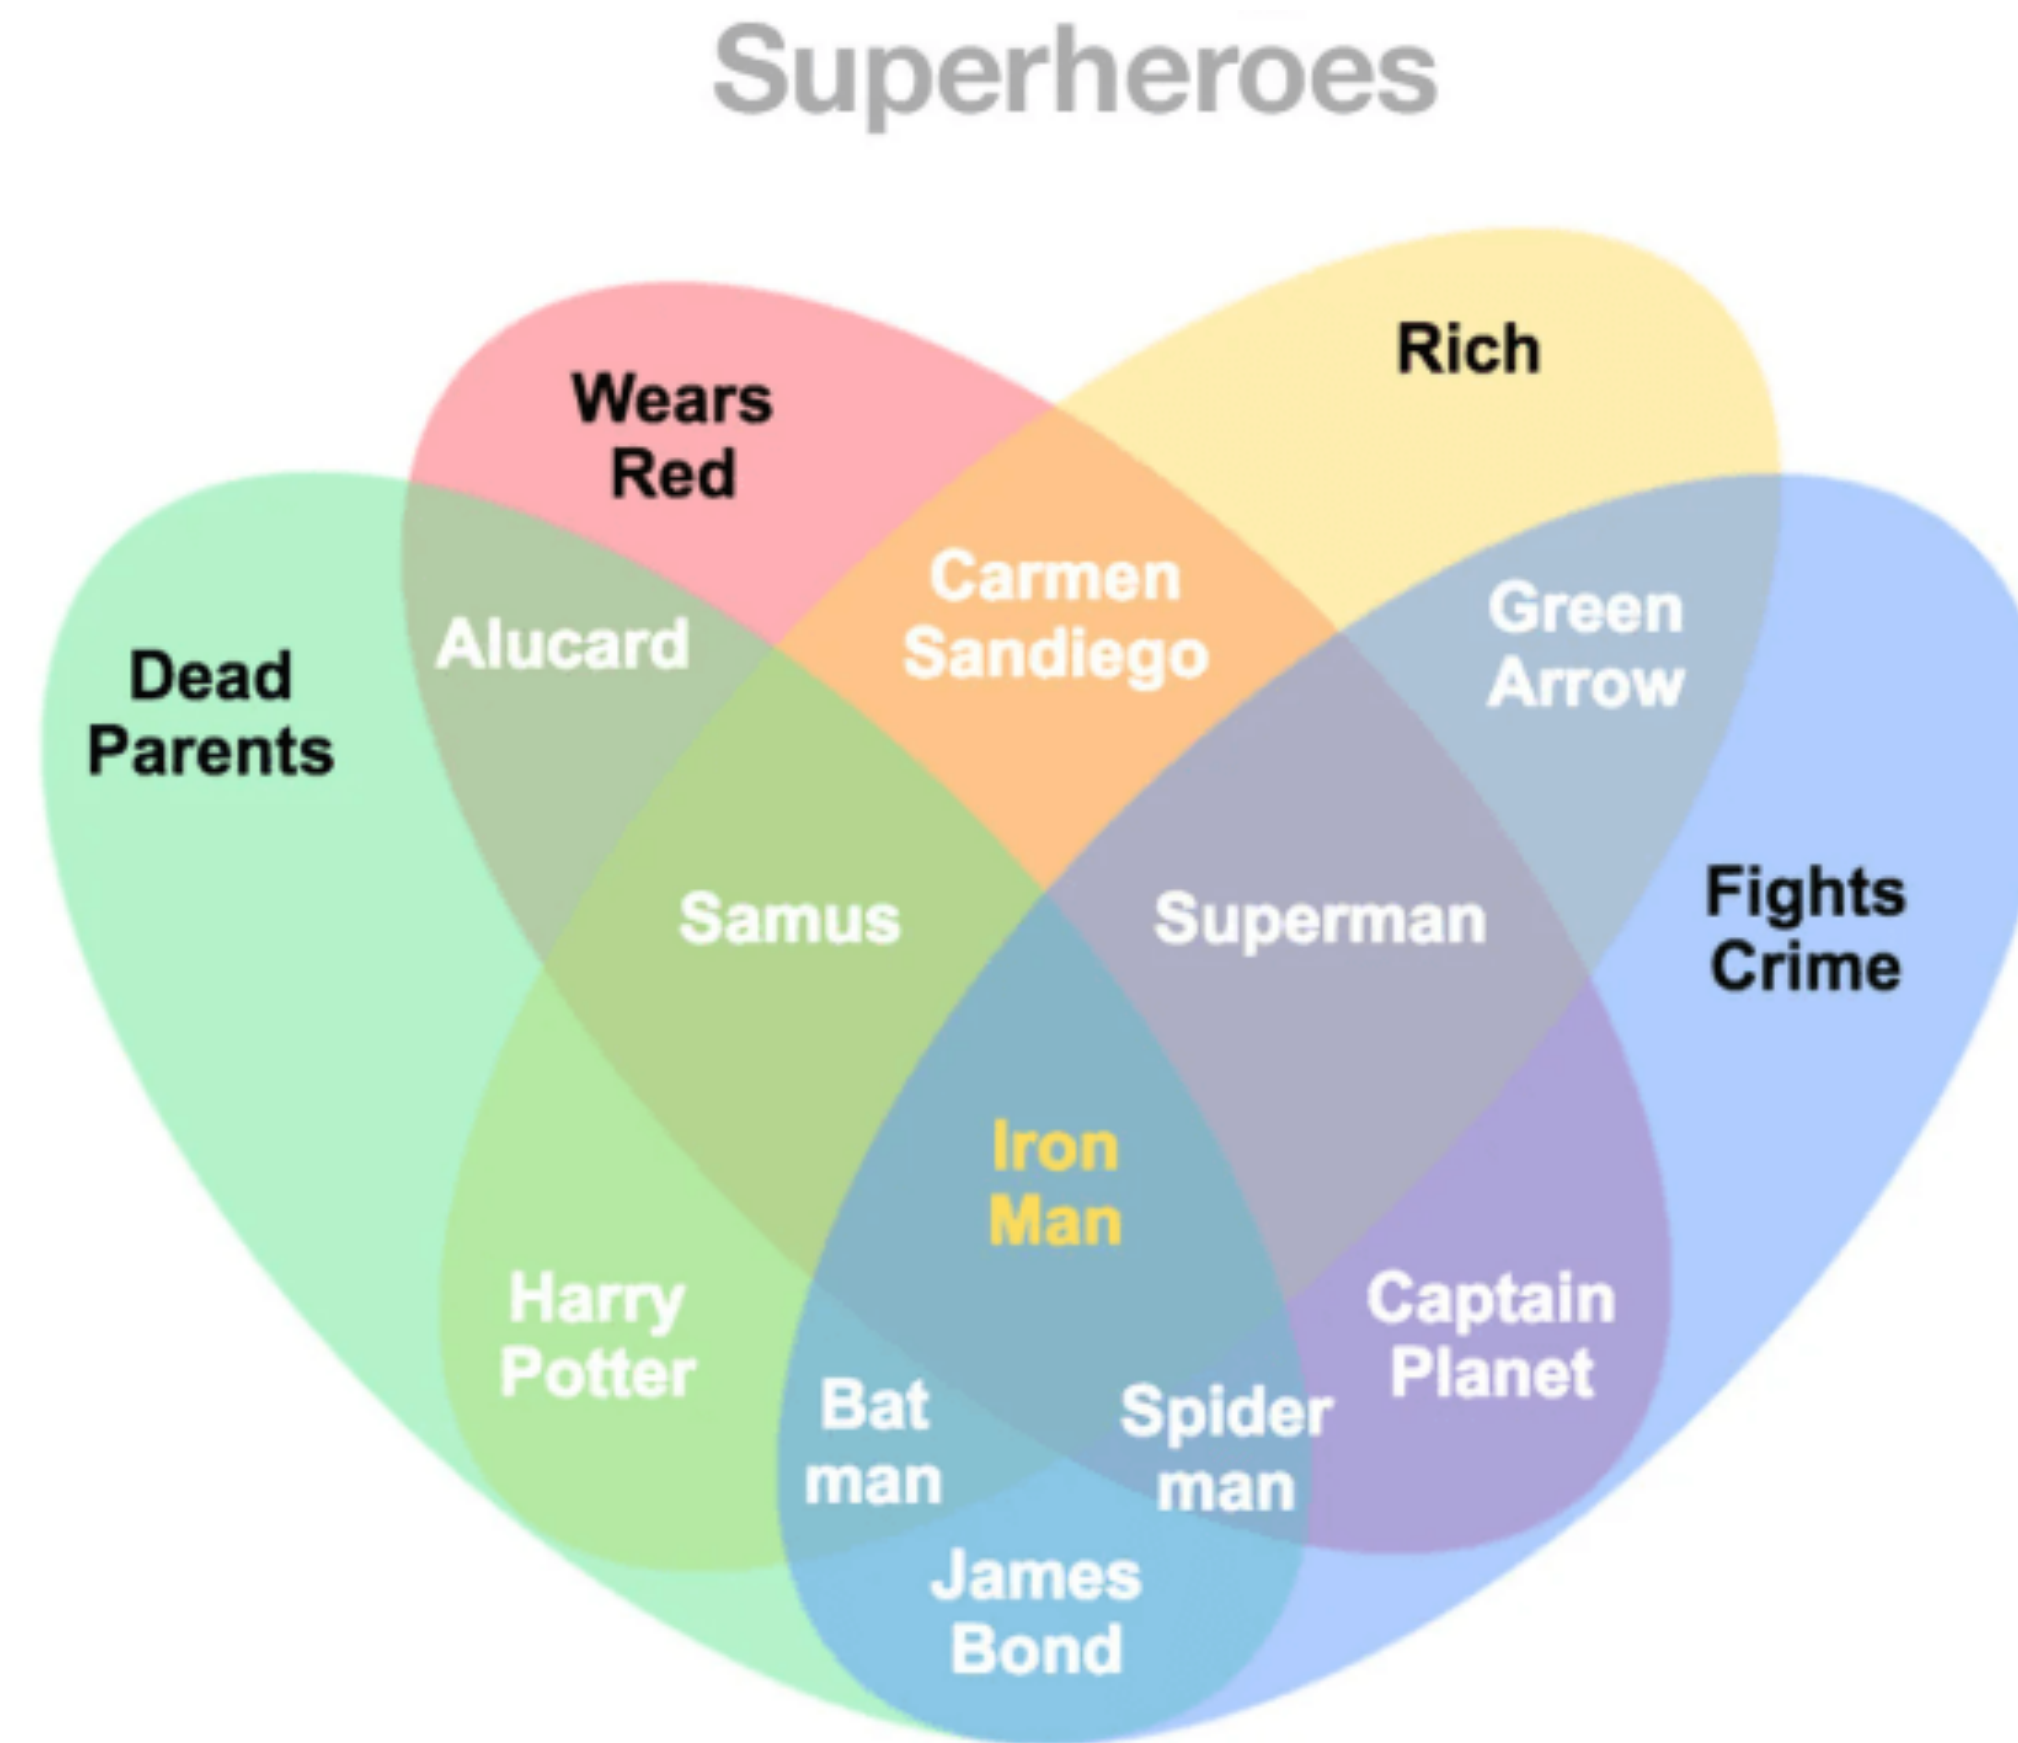 Superheroes
Rich
Wears
Red
Carmen
Sandiego
Green
Arrow
Alucard
Dead
Parents
Fights
Crime
Samus
Superman
Iron
Man
Harry
Potter
Captain
Planet
Bat
man
Spider
man
James
Bond